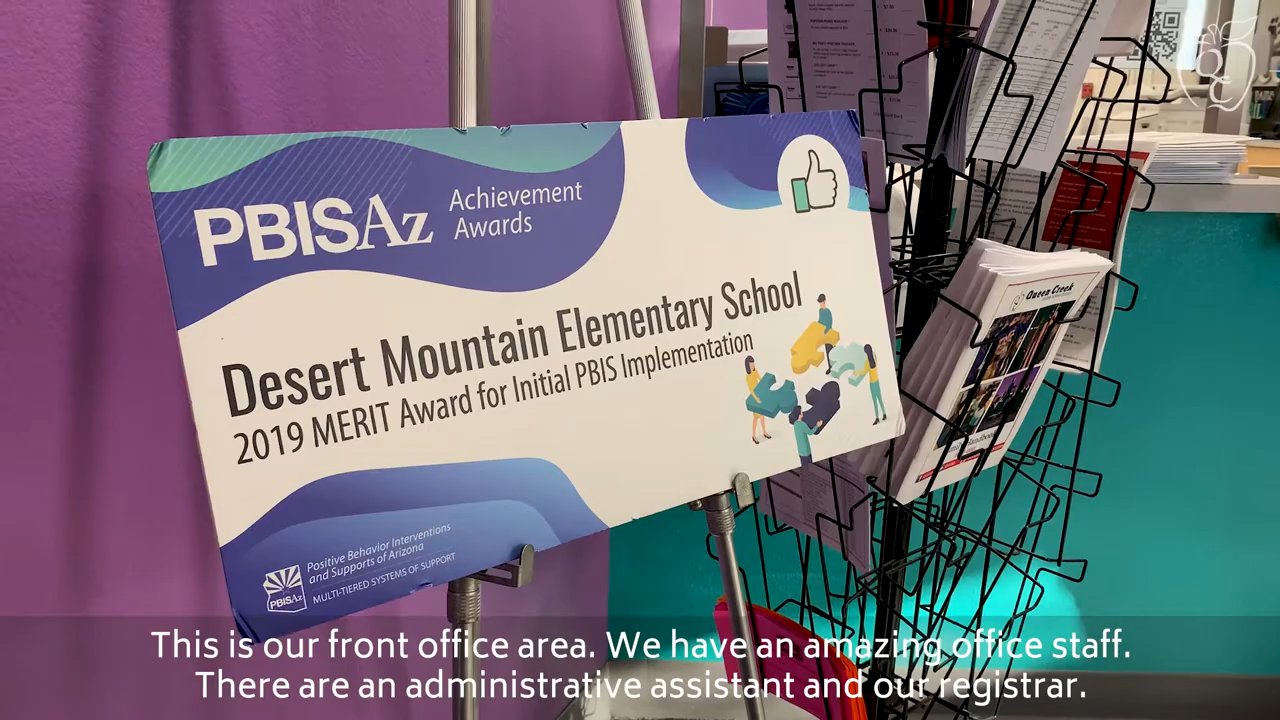 PBISAz
Achievement
Awards
Desert Mountain Elementary School
2019 MERIT Award for Initial PBIS Implementation
Positive Behavior Interventions
and Supports of Arizona
MULTI-TIERED SYSTEMS OF SUPPORT
PBISAz
Queen Creek
This is our front office area. We have an amazing office staff.
There are an administrative assistant and our registrar.